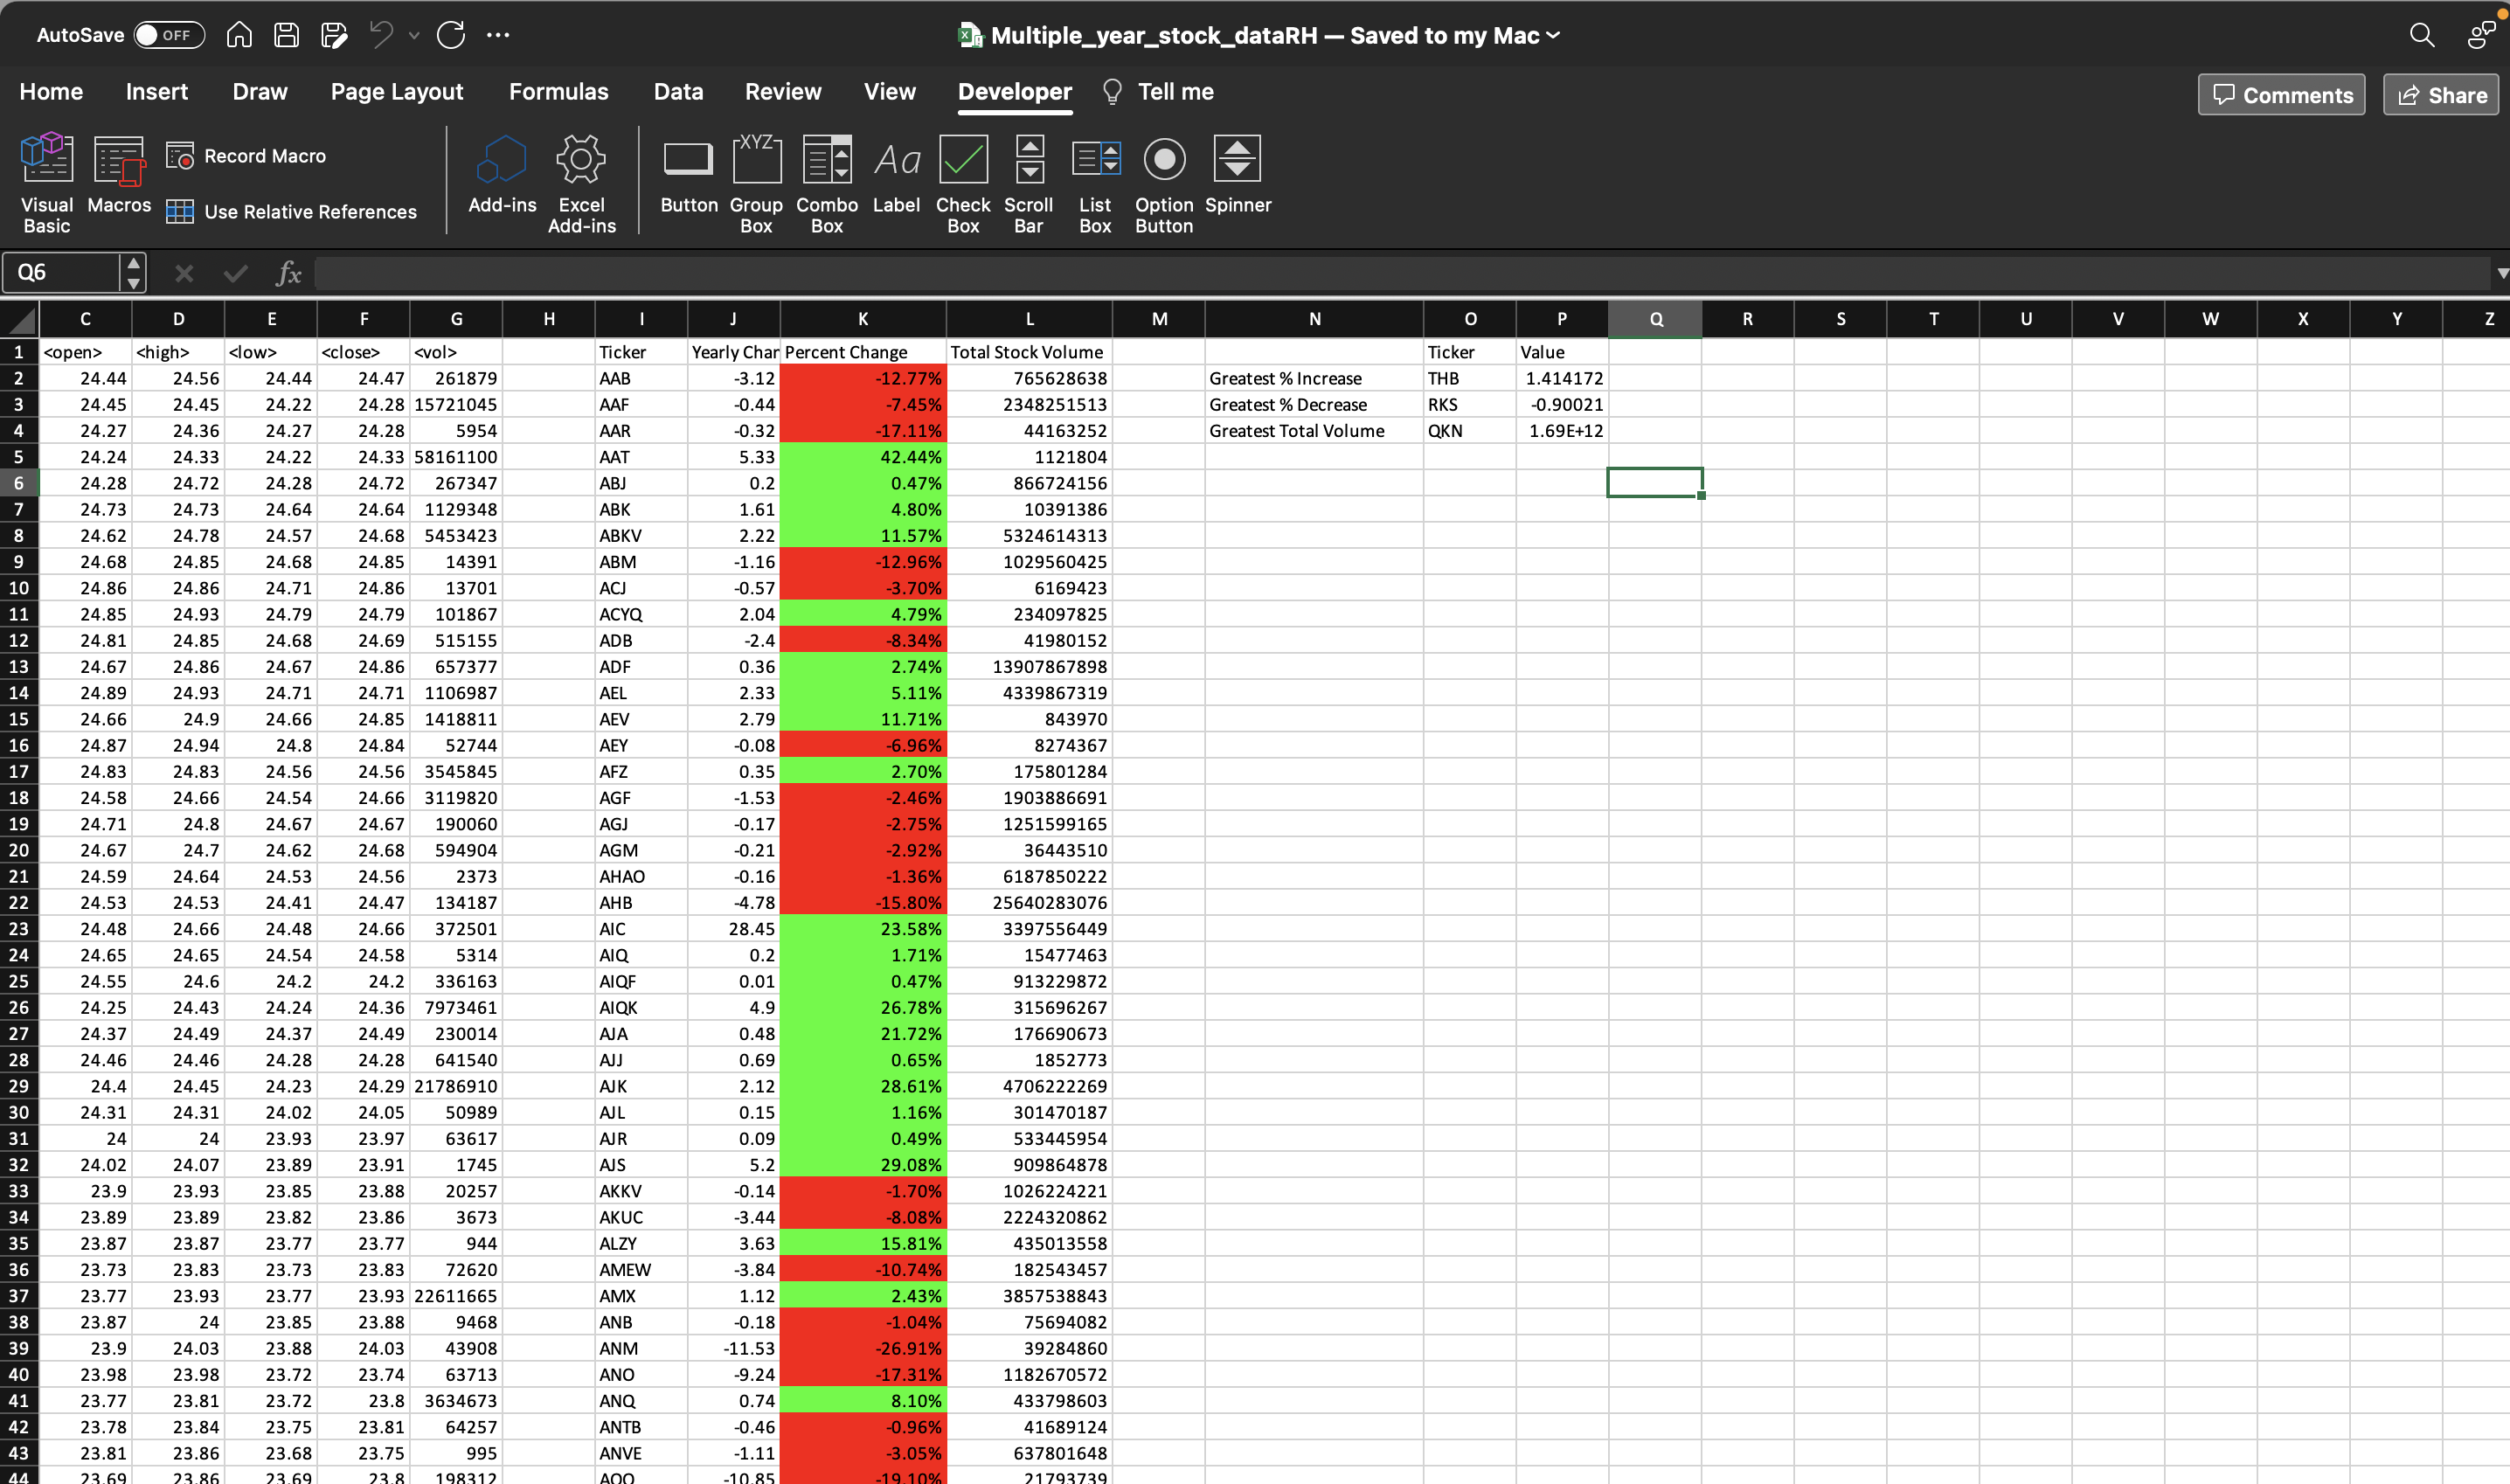 AutoSave OFF Multiple_year_stock_dataRH — Saved to my Mac
Home Insert Draw Page Layout Formulas Data Review View Developer Tell me Comments Share
Visual Basic Macros Record Macro Use Relative References Add-ins Excel Add-ins XYZ Aa Button Group Box Combo Box Label Check Box Scroll Bar List Box Option Button Spinner
Q6 fx
C D E F G H I J K L M N O P Q R S T U V W X Y Z
1 <open> <high> <low> <close> <vol> Ticker Yearly Char Percent Change Total Stock Volume Ticker Value
2 24.44 24.56 24.44 24.47 261879 AAB -3.12 -12.77% 765628638 Greatest % Increase THB 1.414172
3 24.45 24.45 24.22 24.28 15721045 AAF -0.44 -7.45% 2348251513 Greatest % Decrease RKS -0.90021
4 24.27 24.36 24.27 24.28 5954 AAR -0.32 -17.11% 44163252 Greatest Total Volume QKN 1.69E+12
5 24.24 24.33 24.22 24.33 58161100 AAT 5.33 42.44% 1121804
6 24.28 24.72 24.28 24.72 267347 ABJ 0.2 0.47% 866724156
7 24.73 24.73 24.64 24.64 1129348 ABK 1.61 4.80% 10391386
8 24.62 24.78 24.57 24.68 5453423 ABKV 2.22 11.57% 5324614313
9 24.68 24.85 24.68 24.85 14391 ABM -1.16 -12.96% 1029560425
10 24.86 24.86 24.71 24.86 13701 ACJ -0.57 -3.70% 6169423
11 24.85 24.93 24.79 24.79 101867 ACYQ 2.04 4.79% 234097825
12 24.81 24.85 24.68 24.69 515155 ADB -2.4 -8.34% 41980152
13 24.67 24.86 24.67 24.86 657377 ADF 0.36 2.74% 13907867898
14 24.89 24.93 24.71 24.71 1106987 AEL 2.33 5.11% 4339867319
15 24.66 24.9 24.66 24.85 1418811 AEV 2.79 11.71% 843970
16 24.87 24.94 24.8 24.84 52744 AEY -0.08 -6.96% 8274367
17 24.83 24.83 24.56 24.56 3545845 AFZ 0.35 2.70% 175801284
18 24.58 24.66 24.54 24.66 3119820 AGF -1.53 -2.46% 1903886691
19 24.71 24.8 24.67 24.67 190060 AGJ -0.17 -2.75% 1251599165
20 24.67 24.7 24.62 24.68 594904 AGM -0.21 -2.92% 36443510
21 24.59 24.64 24.53 24.56 2373 AHAO -0.16 -1.36% 6187850222
22 24.53 24.53 24.41 24.47 134187 AHB -4.78 -15.80% 25640283076
23 24.48 24.66 24.48 24.66 372501 AIC 28.45 23.58% 3397556449
24 24.65 24.65 24.54 24.58 5314 AIQ 0.2 1.71% 15477463
25 24.55 24.6 24.2 24.2 336163 AIQF 0.01 0.47% 913229872
26 24.25 24.43 24.24 24.36 7973461 AIQK 4.9 26.78% 315696267
27 24.37 24.49 24.37 24.49 230014 AJA 0.48 21.72% 176690673
28 24.46 24.46 24.28 24.28 641540 AJJ 0.69 0.65% 1852773
29 24.4 24.45 24.23 24.29 21786910 AJK 2.12 28.61% 4706222269
30 24.31 24.31 24.02 24.05 50989 AJL 0.15 1.16% 301470187
31 24 24 23.93 23.97 63617 AJR 0.09 0.49% 533445954
32 24.02 24.07 23.89 23.91 1745 AJS 5.2 29.08% 909864878
33 23.9 23.93 23.85 23.88 20257 AKKV -0.14 -1.70% 1026224221
34 23.89 23.89 23.82 23.86 3673 AKUC -3.44 -8.08% 2224320862
35 23.87 23.87 23.77 23.77 944 ALZY 3.63 15.81% 435013558
36 23.73 23.83 23.73 23.83 72620 AMEW -3.84 -10.74% 182543457
37 23.77 23.93 23.77 23.93 22611665 AMX 1.12 2.43% 3857538843
38 23.87 24 23.85 23.88 9468 ANB -0.18 -1.04% 75694082
39 23.9 24.03 23.88 24.03 43908 ANM -11.53 -26.91% 39284860
40 23.98 23.98 23.72 23.74 63713 ANO -9.24 -17.31% 1182670572
41 23.77 23.81 23.72 23.8 3634673 ANQ 0.74 8.10% 433798603
42 23.78 23.84 23.75 23.81 64257 ANTB -0.46 -0.96% 41689124
43 23.81 23.86 23.68 23.75 995 ANVE -1.11 -3.05% 637801648
44 23.69 23.86 23.69 23.8 198312 -10.85 -19.10% 21793739